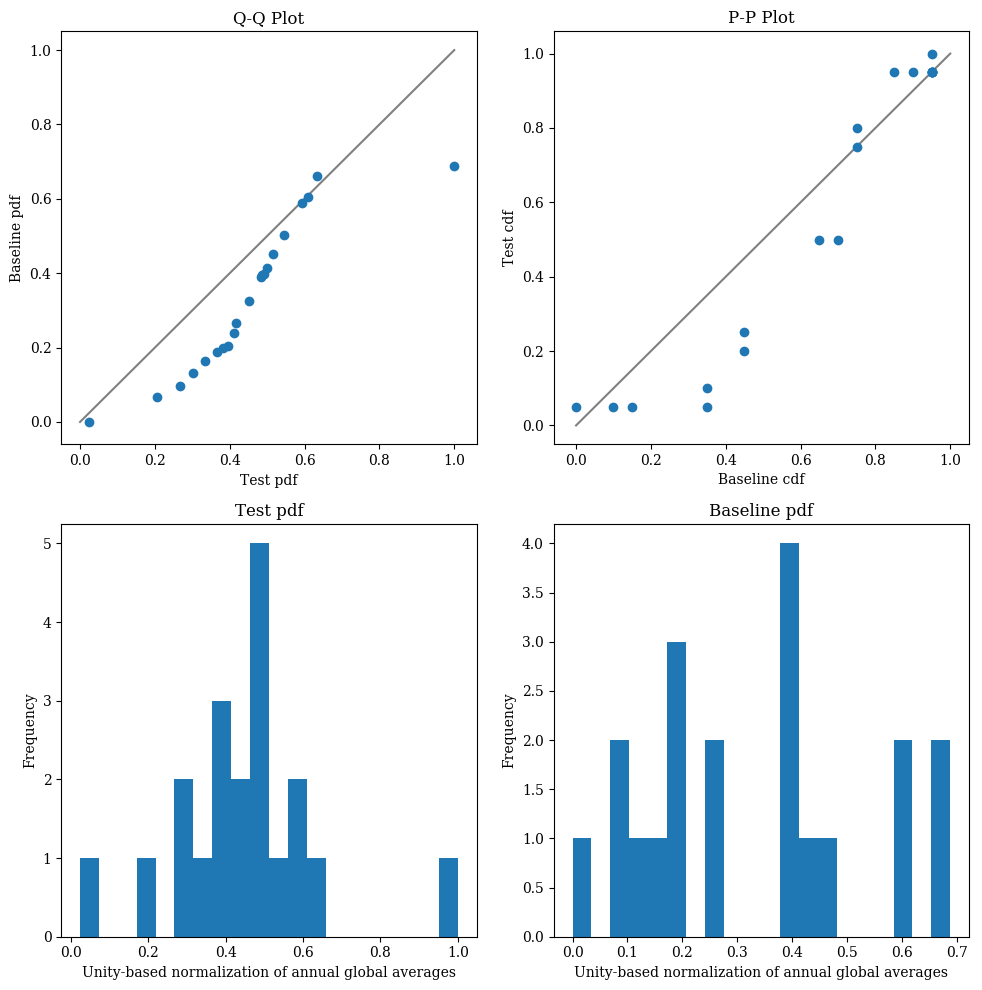 Q-Q Plot
1.0
0.8
0.6
0.4
0.2
0.0
Baseline pdf
0.0 0.2 0.4 0.6 0.8 1.0
Test pdf
P-P Plot
1.0
0.8
0.6
0.4
0.2
0.0
Test cdf
0.0 0.2 0.4 0.6 0.8 1.0
Baseline cdf
Test pdf
5
4
3
2
1
0
Frequency
0.0 0.2 0.4 0.6 0.8 1.0
Unity-based normalization of annual global averages
Baseline pdf
4.0
3.5
3.0
2.5
2.0
1.5
1.0
0.5
0.0
Frequency
0.0 0.1 0.2 0.3 0.4 0.5 0.6 0.7
Unity-based normalization of annual global averages